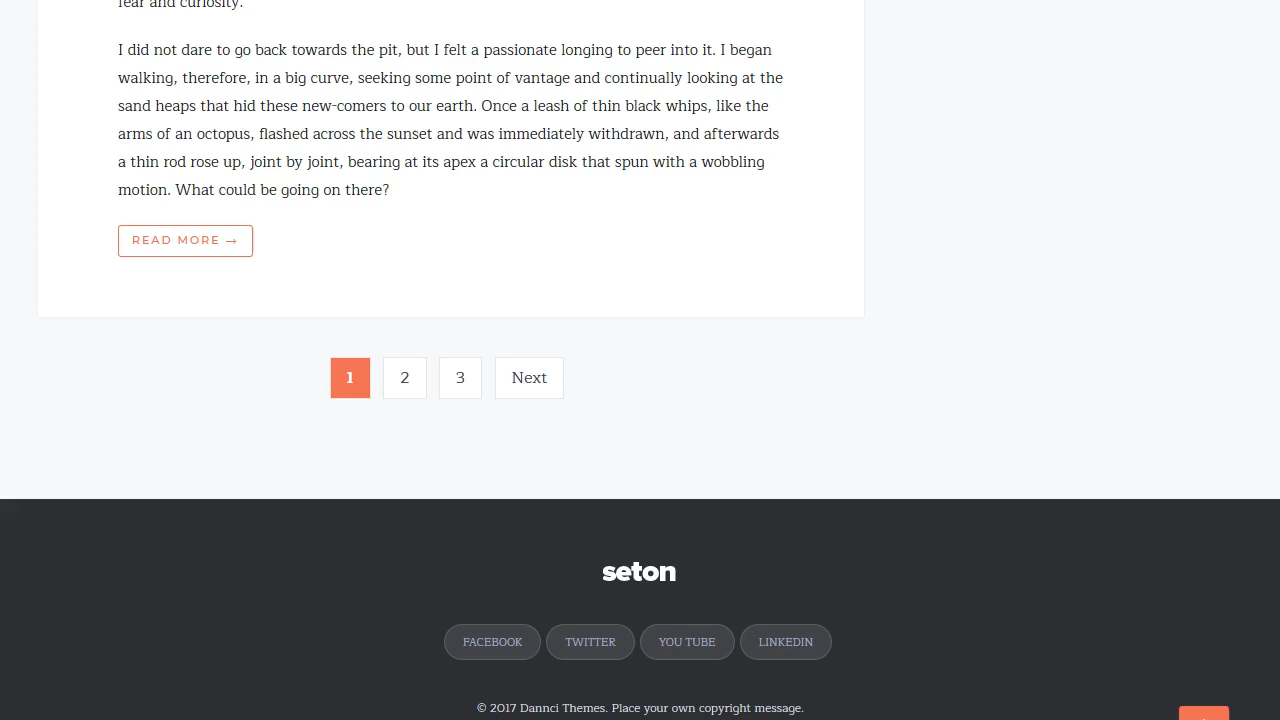 fear and curiosity.
I did not dare to go back towards the pit, but I felt a passionate longing to peer into it. I began
walking, therefore, in a big curve, seeking some point of vantage and continually looking at the
sand heaps that hid these new-comers to our earth. Once a leash of thin black whips, like the
arms of an octopus, flashed across the sunset and was immediately withdrawn, and afterwards
a thin rod rose up, joint by joint, bearing at its apex a circular disk that spun with a wobbling
motion. What could be going on there?
READ MORE →
1 2 3 Next
seton
FACEBOOK TWITTER YOU TUBE LINKEDIN
© 2017 Dannci Themes. Place your own copyright message.